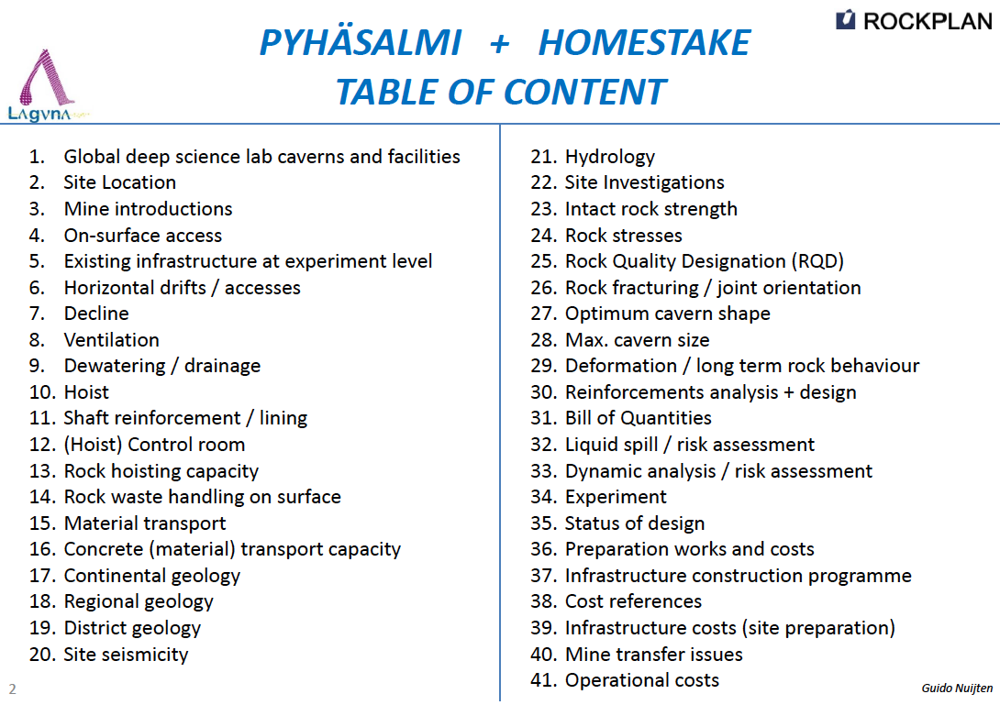 PYHÄSALMI + HOMESTAKE
TABLE OF CONTENT
ROCKPLAN
LΛgvnΛ
1. Global deep science lab caverns and facilities
2. Site Location
3. Mine introductions
4. On-surface access
5. Existing infrastructure at experiment level
6. Horizontal drifts / accesses
7. Decline
8. Ventilation
9. Dewatering / drainage
10. Hoist
11. Shaft reinforcement / lining
12. (Hoist) Control room
13. Rock hoisting capacity
14. Rock waste handling on surface
15. Material transport
16. Concrete (material) transport capacity
17. Continental geology
18. Regional geology
19. District geology
20. Site seismicity
21. Hydrology
22. Site Investigations
23. Intact rock strength
24. Rock stresses
25. Rock Quality Designation (RQD)
26. Rock fracturing / joint orientation
27. Optimum cavern shape
28. Max. cavern size
29. Deformation / long term rock behaviour
30. Reinforcements analysis + design
31. Bill of Quantities
32. Liquid spill / risk assessment
33. Dynamic analysis / risk assessment
34. Experiment
35. Status of design
36. Preparation works and costs
37. Infrastructure construction programme
38. Cost references
39. Infrastructure costs (site preparation)
40. Mine transfer issues
41. Operational costs
2
Guido Nuijten